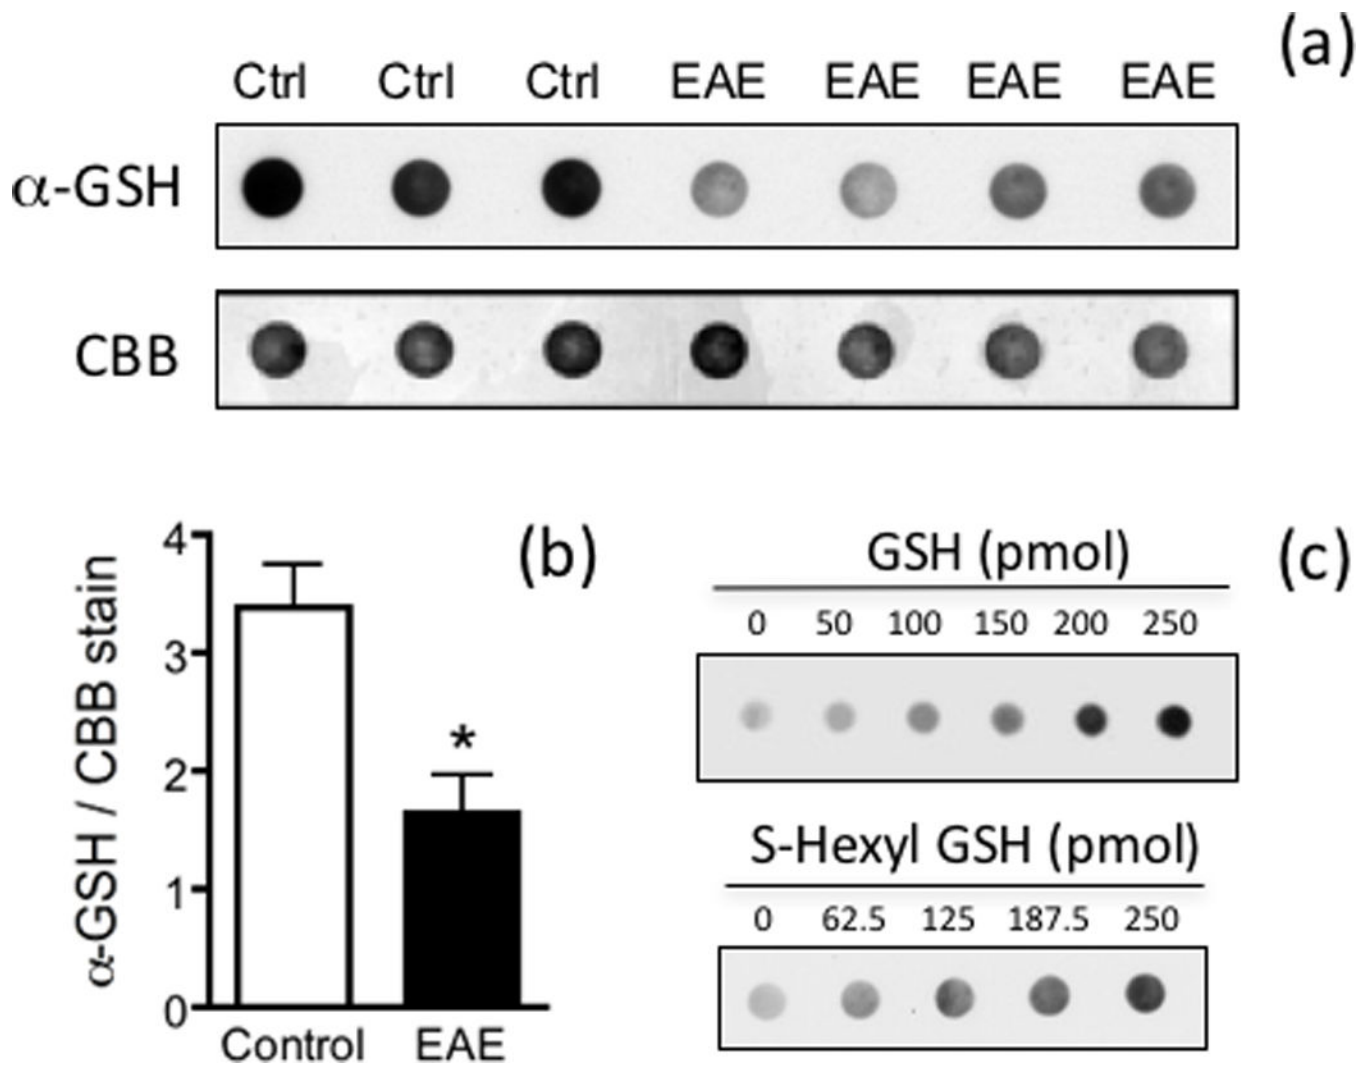 (a)
Ctrl Ctrl Ctrl EAE EAE EAE EAE
α-GSH
CBB
(b)
4
3
2
1
0
α-GSH / CBB stain
*
Control EAE
(c)
GSH (pmol)
0 50 100 150 200 250
S-Hexyl GSH (pmol)
0 62.5 125 187.5 250